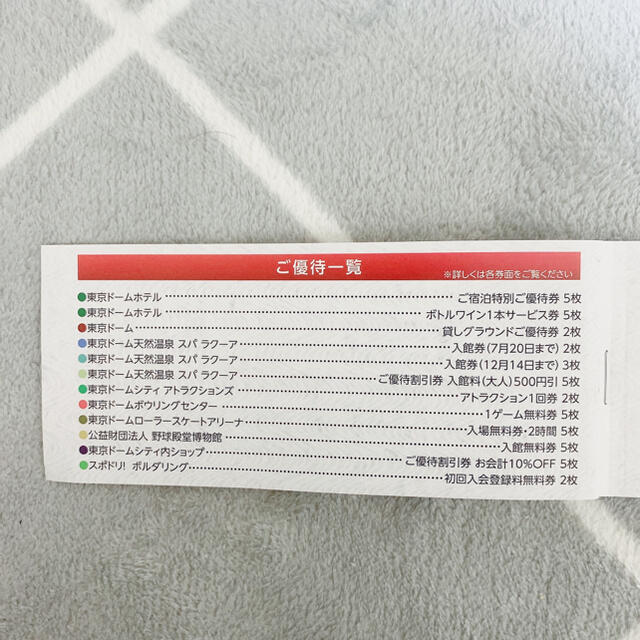 ご優待一覧
※詳しくは各券面をご覧ください
●東京ドームホテル……ご宿泊特別ご優待券 5枚
●東京ドームホテル……ボトルワイン1本サービス券 5枚
●東京ドーム……貸しグラウンドご優待券 2枚
●東京ドーム天然温泉 スパ ラクーア……入館券(7月20日まで) 2枚
●東京ドーム天然温泉 スパ ラクーア……入館券(12月14日まで) 3枚
●東京ドーム天然温泉 スパ ラクーア……ご優待割引券 入館料(大人)500円引 5枚
●東京ドームシティ アトラクションズ……アトラクション1回券 2枚
●東京ドームボウリングセンター……1ゲーム無料券 5枚
●東京ドームローラースケートアリーナ……入場無料券・2時間 5枚
●公益財団法人 野球殿堂博物館……入館無料券 5枚
●東京ドームシティ内ショップ……ご優待割引券 お会計10%OFF 5枚
●スポドリ! ボルダリング……初回入会登録料無料券 2枚